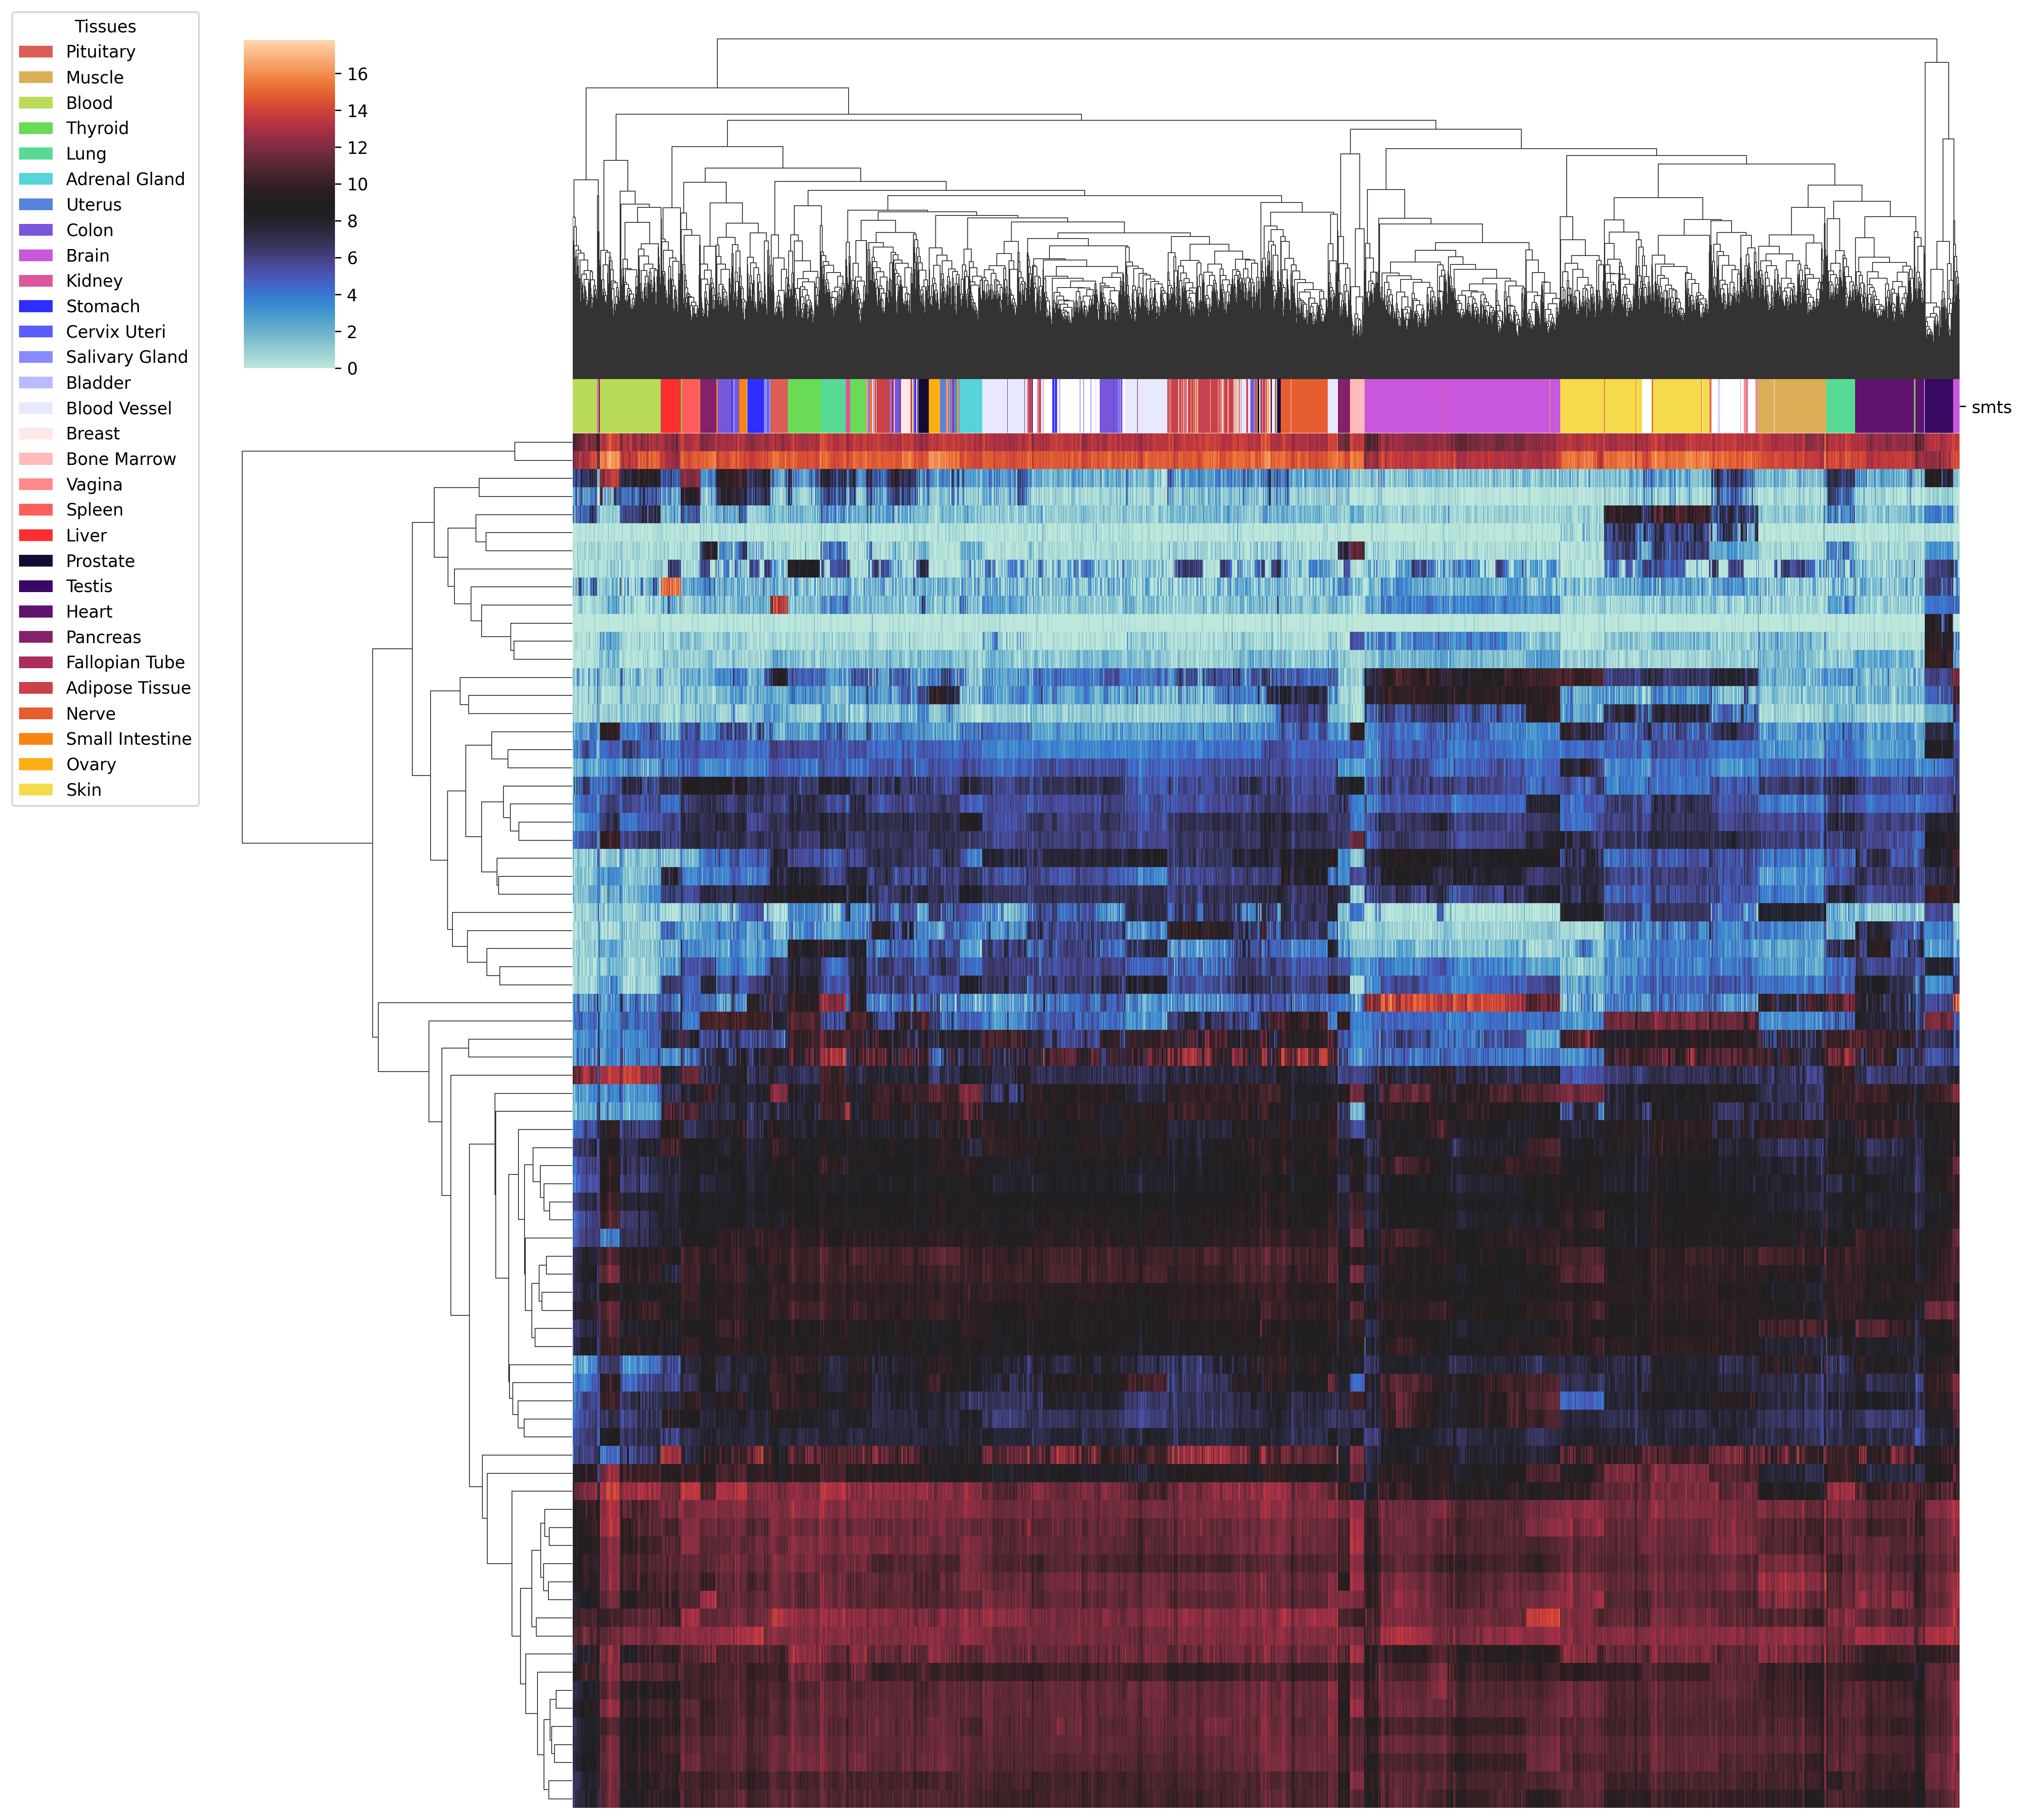 Tissues
Pituitary
Muscle
Blood
Thyroid
Lung
Adrenal Gland
Uterus
Colon
Brain
Kidney
Stomach
Cervix Uteri
Salivary Gland
Bladder
Blood Vessel
Breast
Bone Marrow
Vagina
Spleen
Liver
Prostate
Testis
Heart
Pancreas
Fallopian Tube
Adipose Tissue
Nerve
Small Intestine
Ovary
Skin
16
14
12
10
8
6
4
2
0
smts